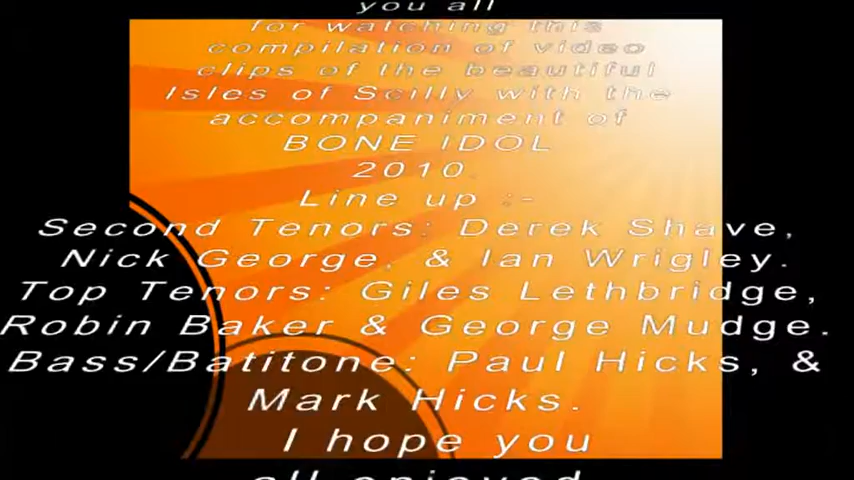 you all
for watching this
compilation of video
clips of the beautiful
Isles of Scilly with the
accompaniment of
BONE IDOL
2010.
Line up :-
Second Tenors: Derek Shave,
Nick George, & Ian Wrigley.
Top Tenors: Giles Lethbridge,
Robin Baker & George Mudge.
Bass/Batitone: Paul Hicks, &
Mark Hicks.
I hope you
all enjoyed